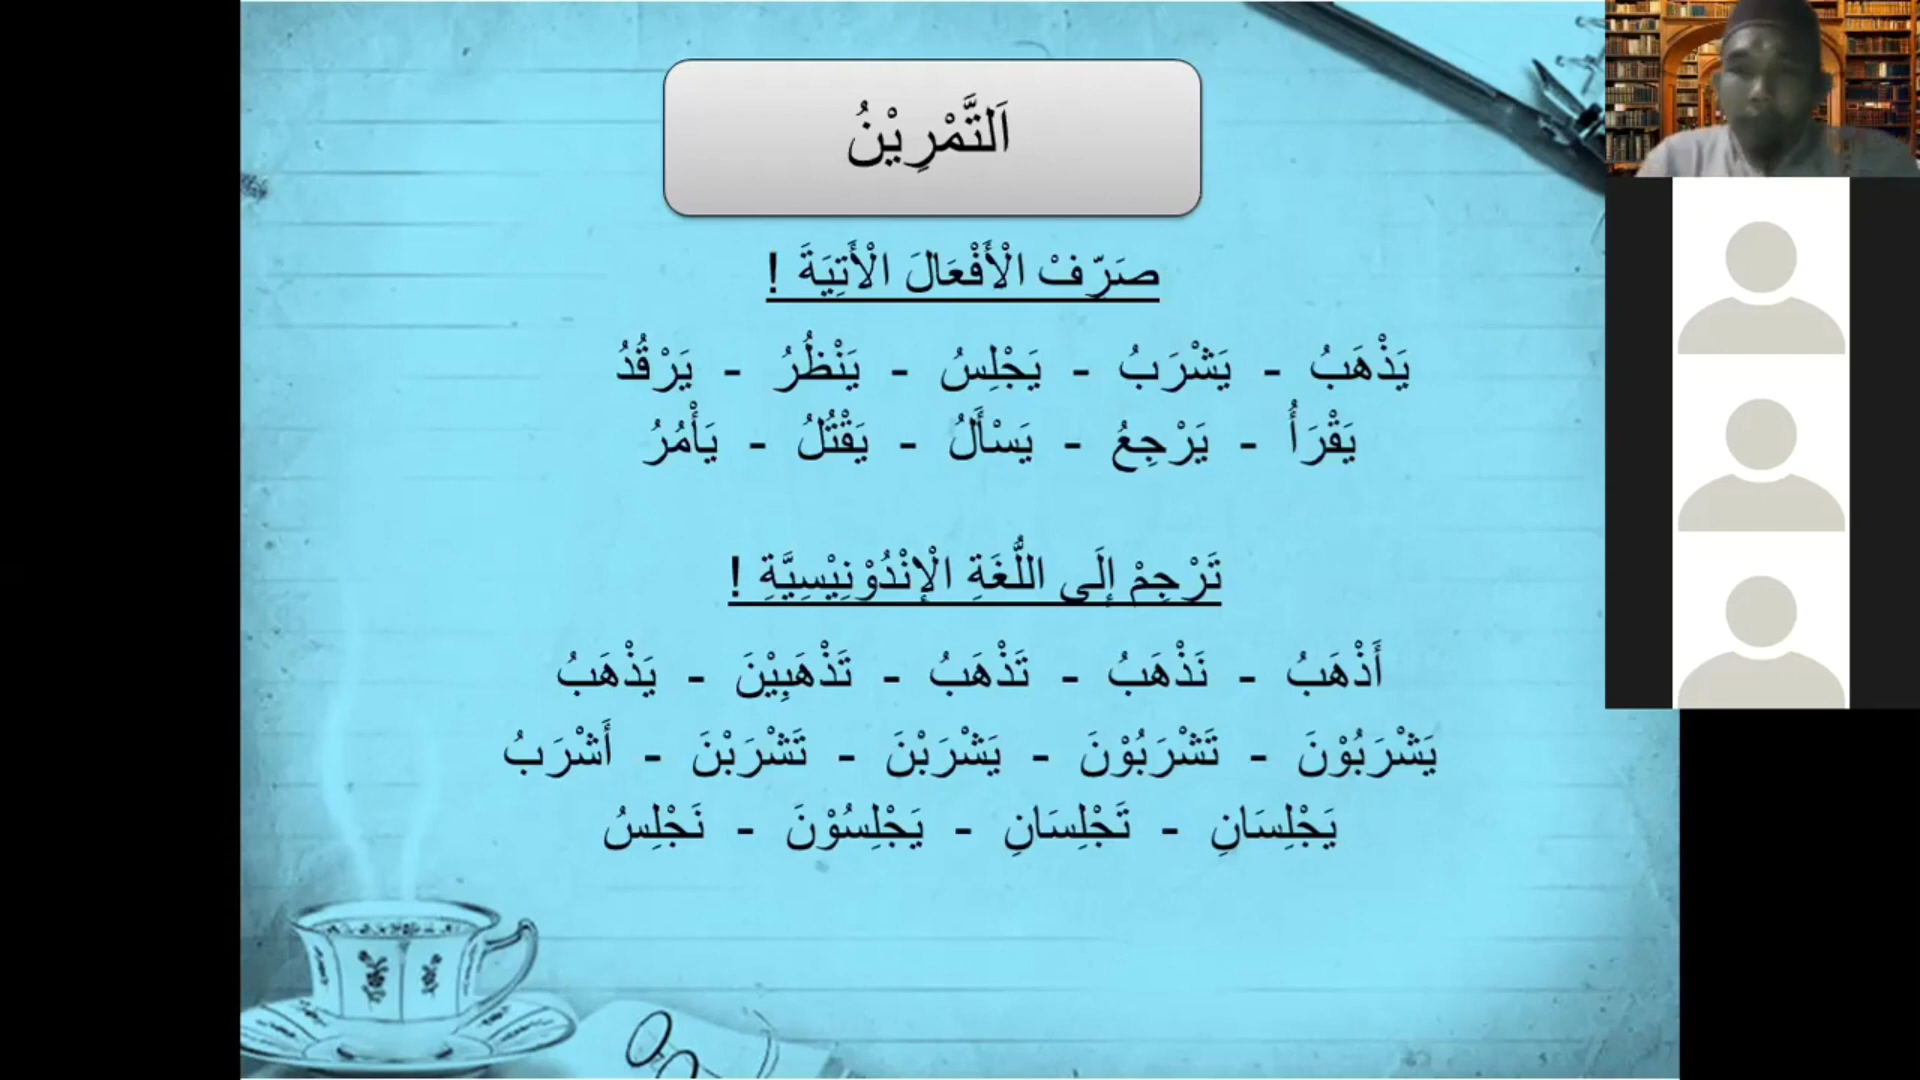 اَلتَّمْرِيْنُ
صَرّفْ الْأَفْعَالَ الْأَتِيَةَ !
يَذْهَبُ - يَشْرَبُ - يَجْلِسُ - يَنْظُرُ - يَرْقُدُ
يَقْرَأُ - يَرْجِعُ - يَسْأَلُ - يَقْتُلُ - يَأْمُرُ
تَرْجِمْ إِلَى اللُّغَةِ الْإِنْدُوْنِيْسِيَّةِ !
أَذْهَبُ - نَذْهَبُ - تَذْهَبُ - تَذْهَبِيْنَ - يَذْهَبُ
يَشْرَبُوْنَ - تَشْرَبُوْنَ - يَشْرَبْنَ - تَشْرَبْنَ - أَشْرَبُ
يَجْلِسَانِ - تَجْلِسَانِ - يَجْلِسُوْنَ - نَجْلِسُ